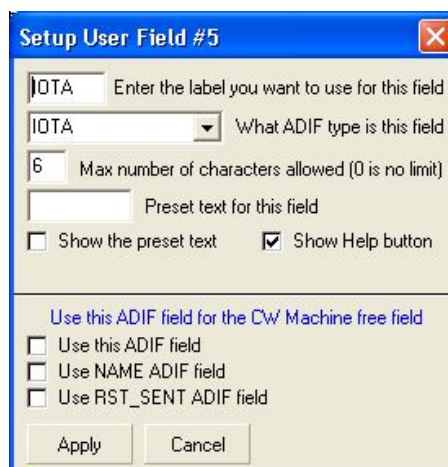 Setup User Field #5
IOTA Enter the label you want to use for this field
IOTA What ADIF type is this field
6 Max number of characters allowed (0 is no limit)
Preset text for this field
Show the preset text Show Help button
Use this ADIF field for the CW Machine free field
Use this ADIF field
Use NAME ADIF field
Use RST_SENT ADIF field
Apply Cancel